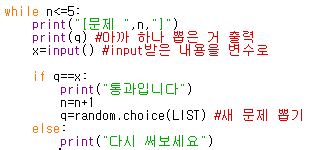 while n<=5:
    print("[문제 ",n,"]")
    print(q) #아까 하나 뽑은 거 출력
    x=input() #input받은 내용을 변수로
    if q==x:
        print("통과입니다")
        n=n+1
        q=random.choice(LIST) #새 문제 뽑기
    else:
        print("다시 써보세요")